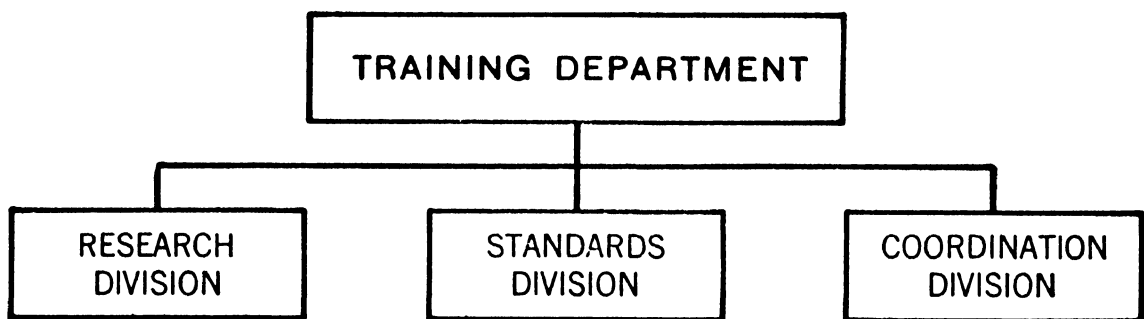 TRAINING DEPARTMENT
RESEARCH
DIVISION
STANDARDS
DIVISION
COORDINATION
DIVISION